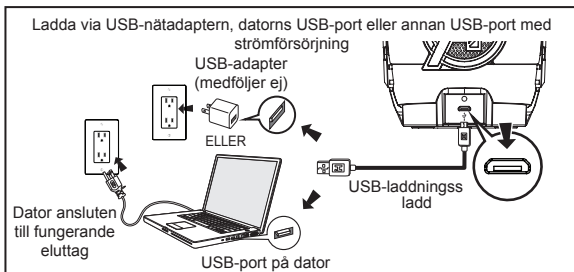 Ladda via USB-nätadaptern, datorns USB-port eller annan USB-port med
strömförsörjning
USB-adapter
(medföljer ej)
ELLER
USB-laddningss
ladd
Dator ansluten
till fungerande
eluttag
USB-port på dator